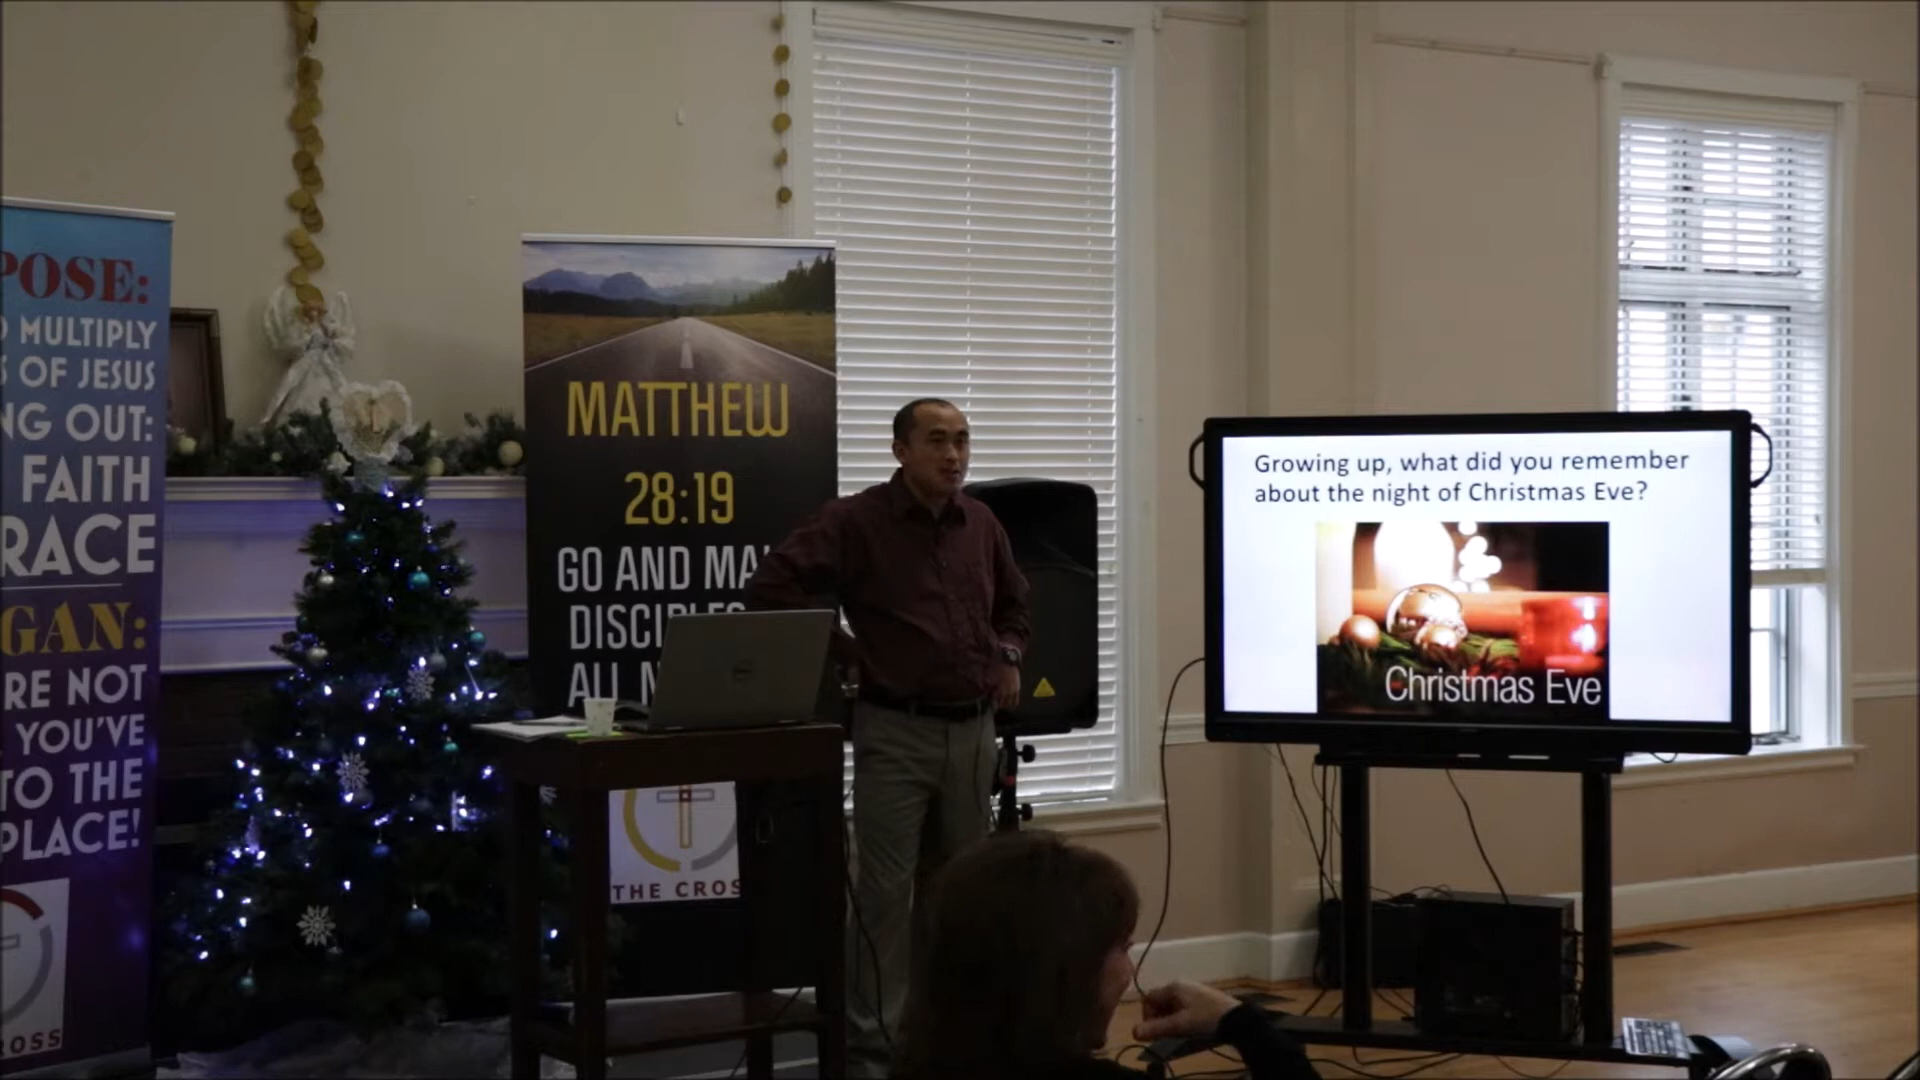 POSE:
MULTIPLY
OF JESUS
NG OUT:
FAITH
RACE
GAN:
RE NOT
YOU'VE
TO THE
PLACE!
ROSS
MATTHEW
28:19
GO AND MA
DISCIPLES
ALL N
THE CROS
Growing up, what did you remember
about the night of Christmas Eve?
Christmas Eve